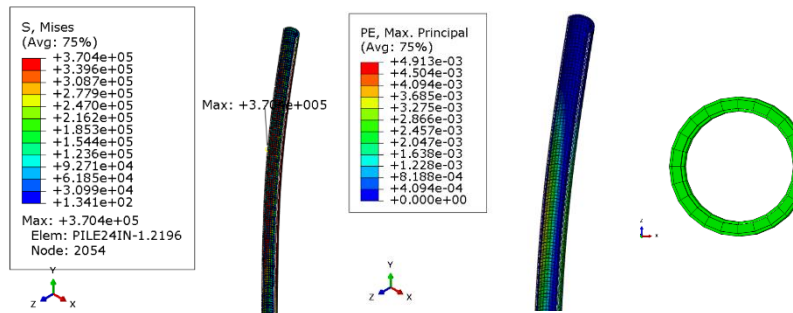 S, Mises
(Avg: 75%)
+3.704e+05
+3.396e+05
+3.087e+05
+2.779e+05
+2.470e+05
+2.162e+05
+1.853e+05
+1.544e+05
+1.236e+05
+9.271e+04
+6.185e+04
+3.099e+04
+1.341e+02
Max: +3.704e+05
Elem: PILE24IN-1.2196
Node: 2054
Y
Z
X
Max: +3.704e+005
PE, Max. Principal
(Avg: 75%)
+4.913e-03
+4.504e-03
+4.094e-03
+3.685e-03
+3.275e-03
+2.866e-03
+2.457e-03
+2.047e-03
+1.638e-03
+1.228e-03
+8.188e-04
+4.094e-04
+0.000e+00
Y
Z
X